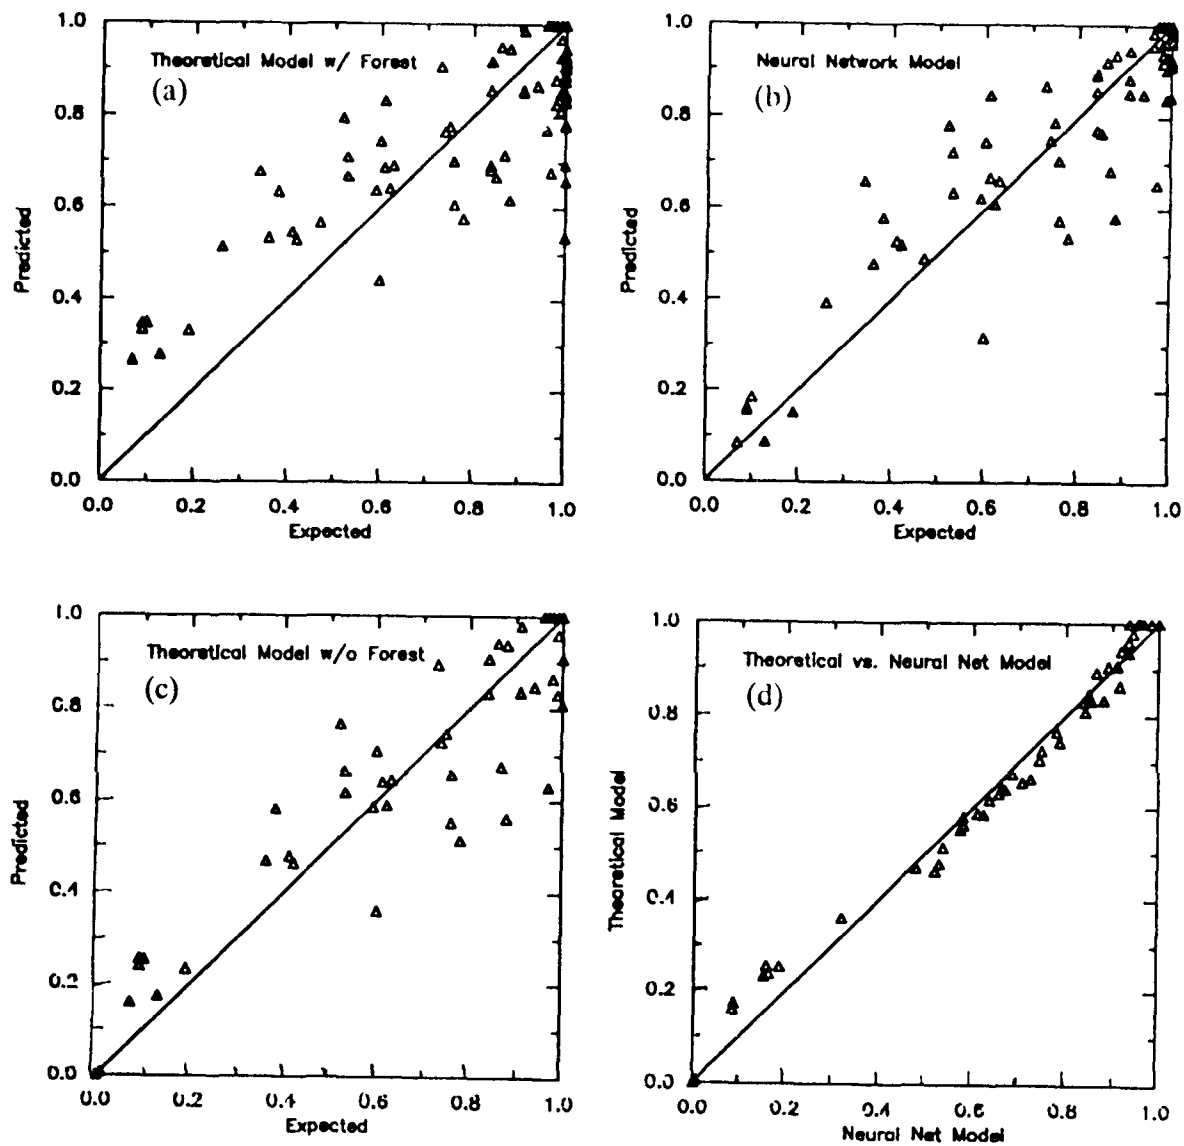 1.0
0.8
0.6
0.4
0.2
0.0
Predicted
Theoretical Model w/ Forest
(a)
0.0 0.2 0.4 0.6 0.8 1.0
Expected
1.0
0.8
0.6
0.4
0.2
0.0
Predicted
Neural Network Model
(b)
0.0 0.2 0.4 0.6 0.8 1.0
Expected
1.0
0.8
0.6
0.4
0.2
0.0
Predicted
Theoretical Model w/o Forest
(c)
0.0 0.2 0.4 0.6 0.8 1.0
Expected
1.0
0.8
0.6
0.4
0.2
0.0
Theoretical Model
Theoretical vs. Neural Net Model
(d)
0.0 0.2 0.4 0.6 0.8 1.0
Neural Net Model